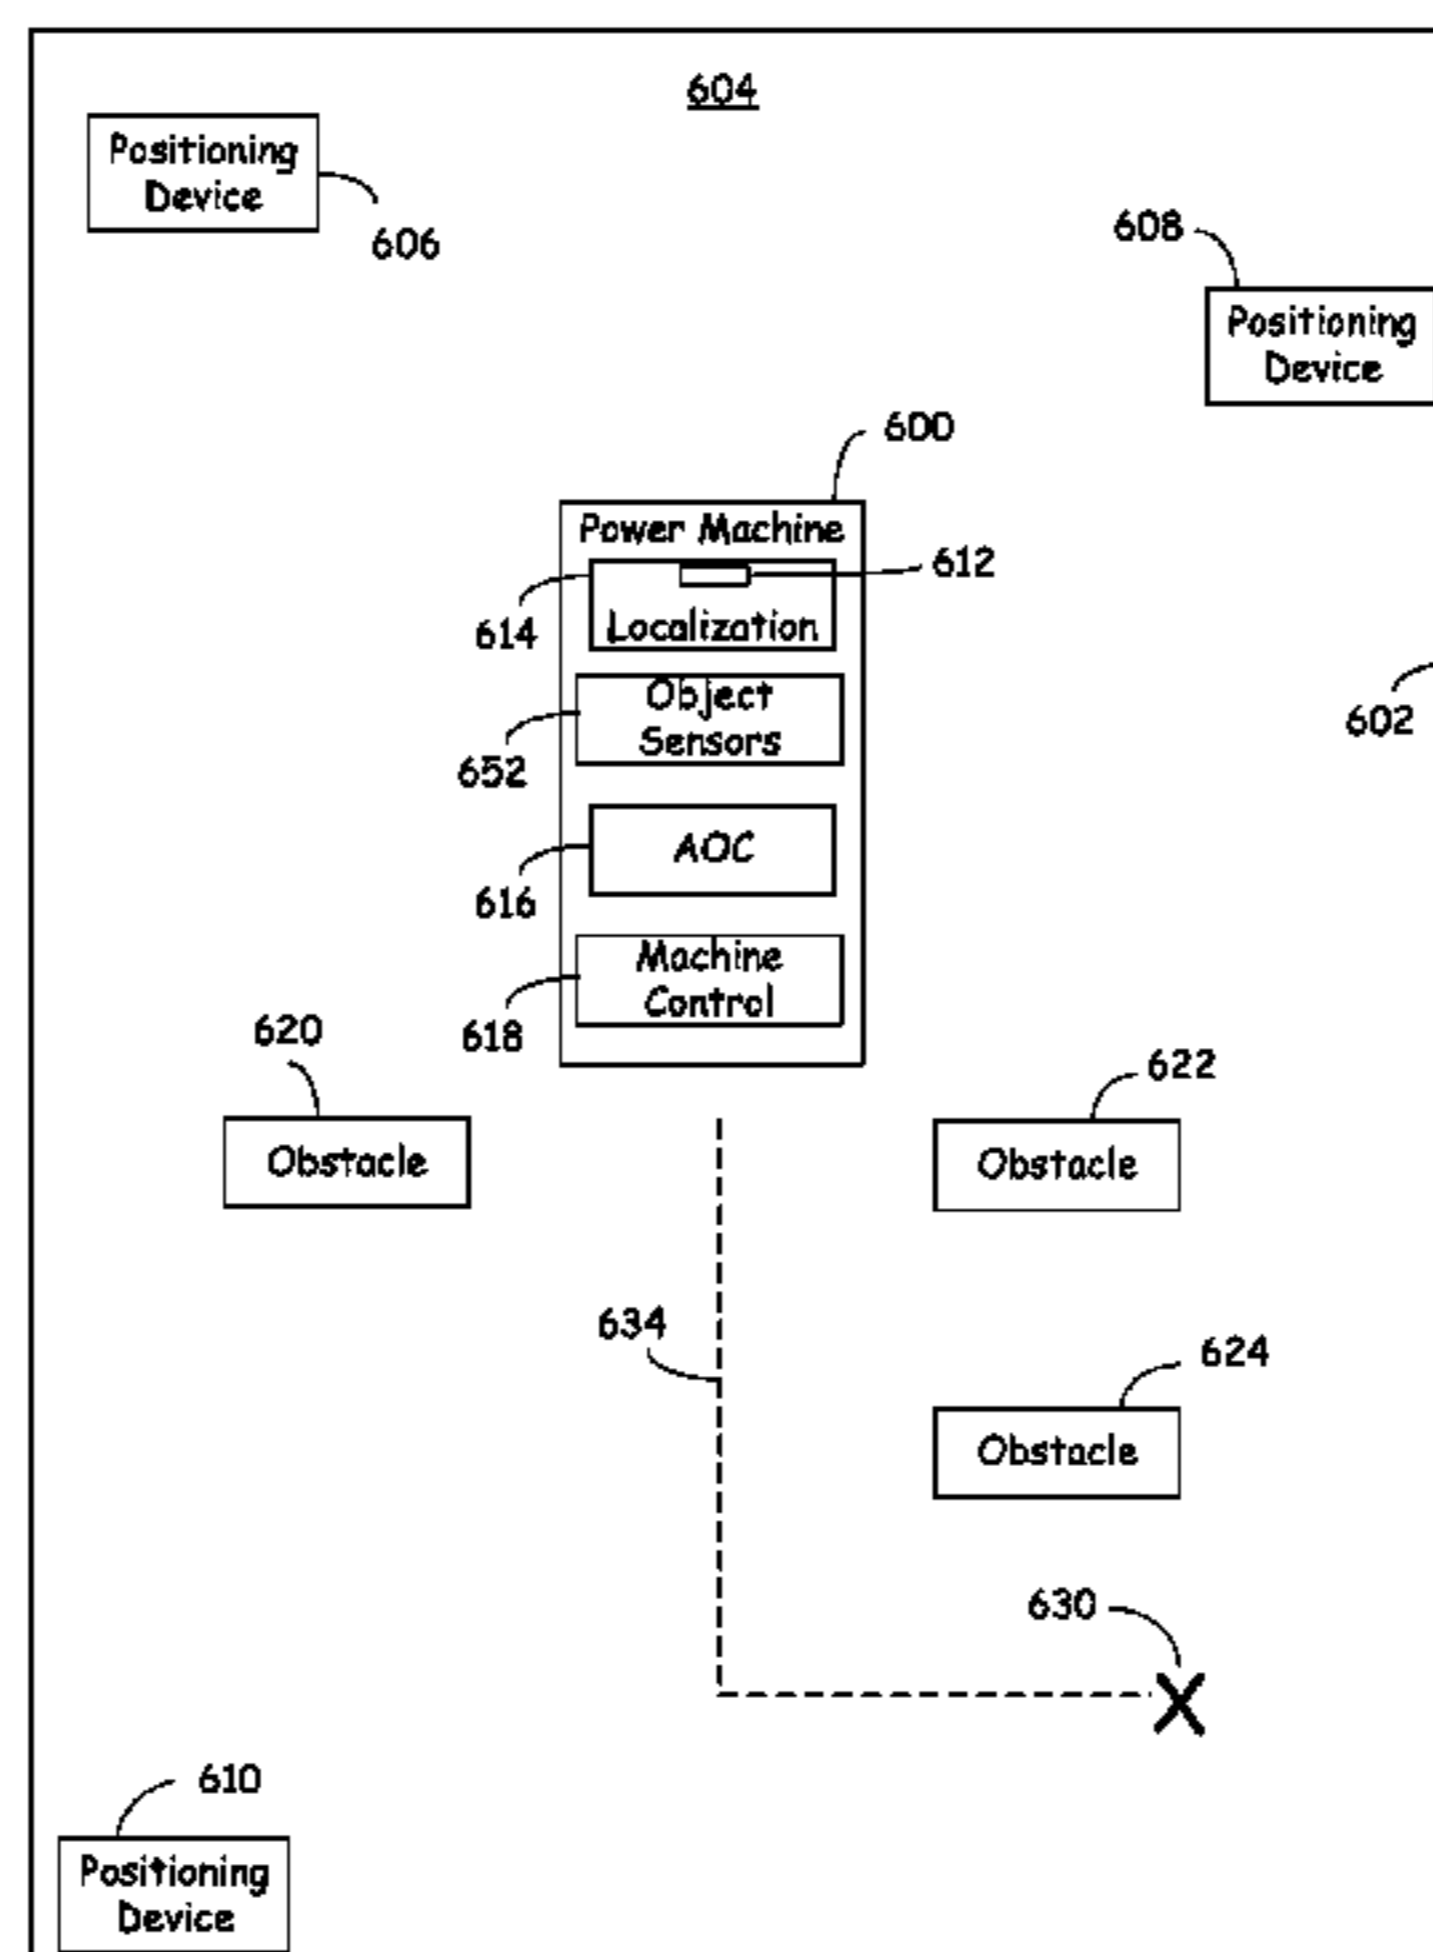 604
Positioning
Device
606
608
Positioning
Device
600
Power Machine
612
614
Localization
Object
Sensors
652
602
AOC
616
Machine
Control
618
620
622
Obstacle
Obstacle
634
624
Obstacle
630
610
Positioning
Device